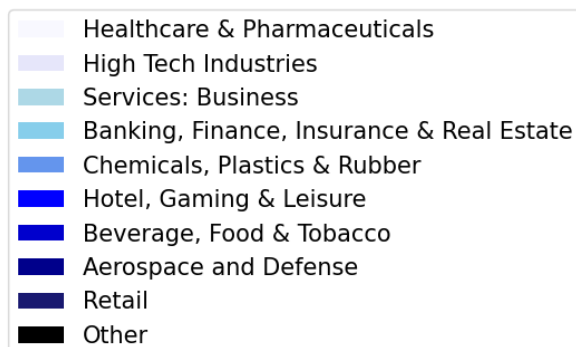 Healthcare & Pharmaceuticals
High Tech Industries
Services: Business
Banking, Finance, Insurance & Real Estate
Chemicals, Plastics & Rubber
Hotel, Gaming & Leisure
Beverage, Food & Tobacco
Aerospace and Defense
Retail
Other